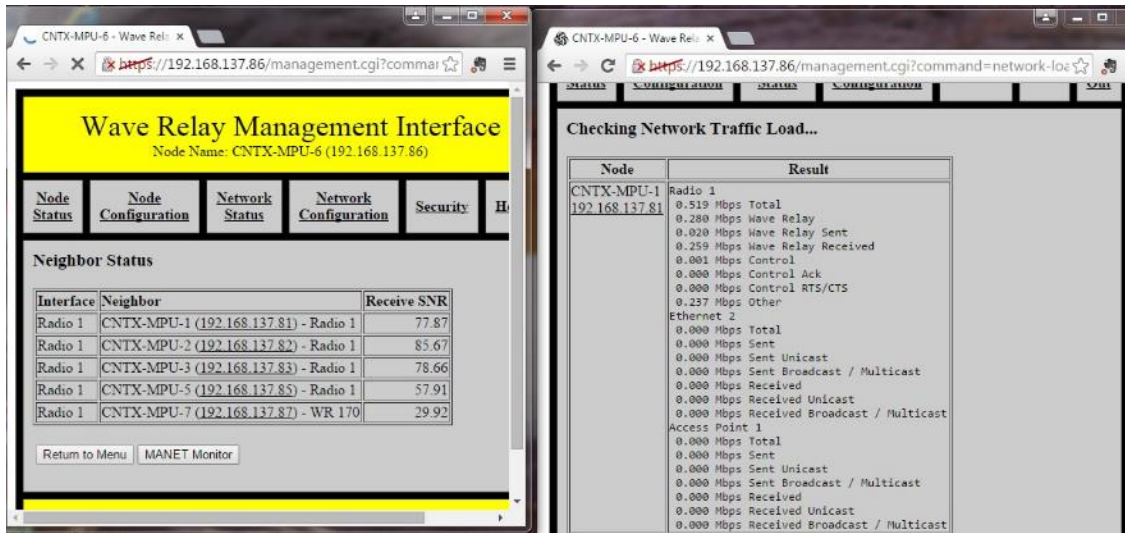 CNTX-MPU-6 - Wave Rela
https://192.168.137.86/management.cgi?commar
Wave Relay Management Interface
Node Name: CNTX-MPU-6 (192.168.137.86)
Node Status
Node Configuration
Network Status
Network Configuration
Security
Neighbor Status
Interface Neighbor Receive SNR
Radio 1 CNTX-MPU-1 (192.168.137.81) - Radio 1 77.87
Radio 1 CNTX-MPU-2 (192.168.137.82) - Radio 1 85.67
Radio 1 CNTX-MPU-3 (192.168.137.83) - Radio 1 78.66
Radio 1 CNTX-MPU-5 (192.168.137.85) - Radio 1 57.91
Radio 1 CNTX-MPU-7 (192.168.137.87) - WR 170 29.92
Return to Menu MANET Monitor
CNTX-MPU-6 - Wave Rela
https://192.168.137.86/management.cgi?command=network-loa
Status Configuration Status Configuration Out
Checking Network Traffic Load...
Node Result
CNTX-MPU-1
192.168.137.81
Radio 1
0.519 Mbps Total
0.280 Mbps Wave Relay
0.020 Mbps Wave Relay Sent
0.259 Mbps Wave Relay Received
0.001 Mbps Control
0.000 Mbps Control Ack
0.000 Mbps Control RTS/CTS
0.237 Mbps Other
Ethernet 2
0.000 Mbps Total
0.000 Mbps Sent
0.000 Mbps Sent Unicast
0.000 Mbps Sent Broadcast / Multicast
0.000 Mbps Received
0.000 Mbps Received Unicast
0.000 Mbps Received Broadcast / Multicast
Access Point 1
0.000 Mbps Total
0.000 Mbps Sent
0.000 Mbps Sent Unicast
0.000 Mbps Sent Broadcast / Multicast
0.000 Mbps Received
0.000 Mbps Received Unicast
0.000 Mbps Received Broadcast / Multicast